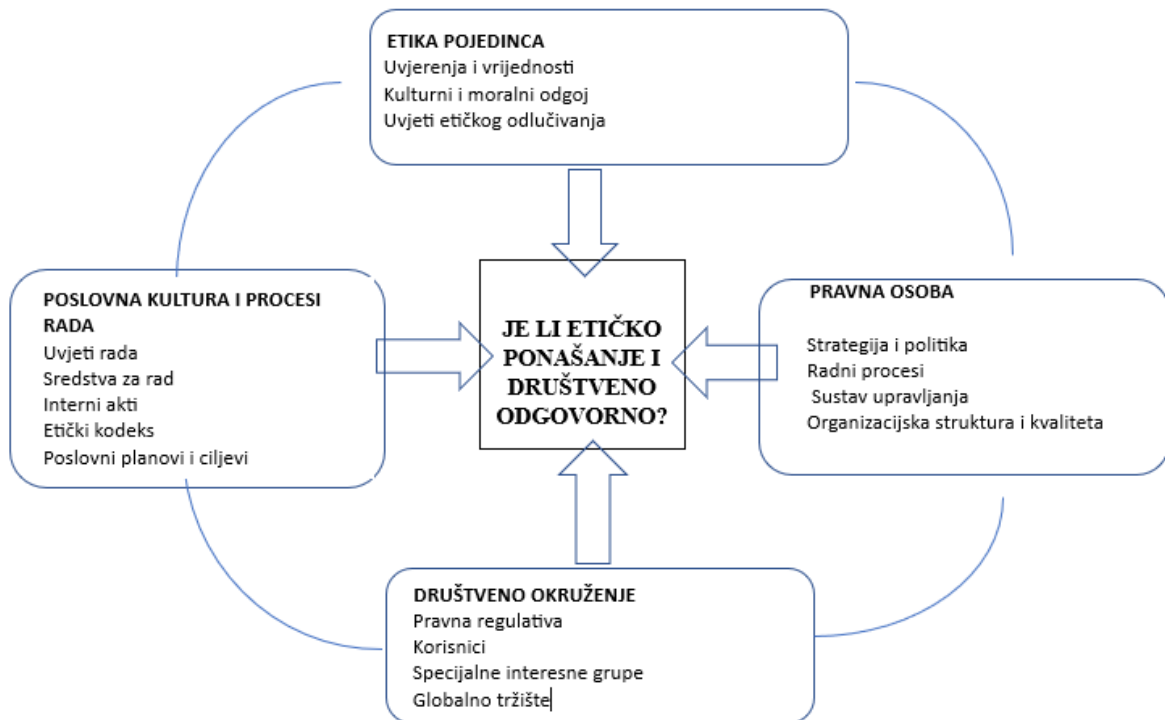 ETIKA POJEDINCA
Uvjerenja i vrijednosti
Kulturni i moralni odgoj
Uvjeti etičkog odlučivanja
POSLOVNA KULTURA I PROCESI
RADA
Uvjeti rada
Sredstva za rad
Interni akti
Etički kodeks
Poslovni planovi i ciljevi
JE LI ETIČKO
PONAŠANJE I
DRUŠTVENO
ODGOVORNO?
PRAVNA OSOBA
Strategija i politika
Radni procesi
Sustav upravljanja
Organizacijska struktura i kvaliteta
DRUŠTVENO OKRUŽENJE
Pravna regulativa
Korisnici
Specijalne interesne grupe
Globalno tržište